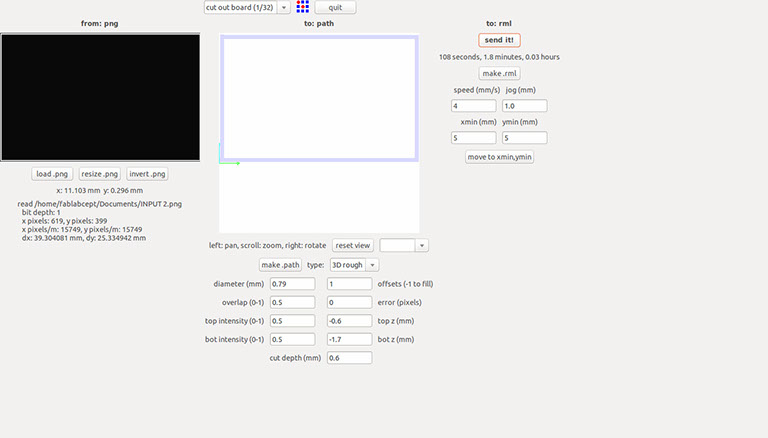 cut out board (1/32) quit
from: png
to: path
to: rml
send it!
108 seconds, 1.8 minutes, 0.03 hours
make .rml
speed (mm/s) jog (mm)
4 1.0
xmin (mm) ymin (mm)
5 5
move to xmin,ymin
load .png resize .png invert .png
x: 11.103 mm y: 0.296 mm
read /home/fablabcept/Documents/INPUT 2.png
bit depth: 1
x pixels: 619, y pixels: 399
x pixels/m: 15749, y pixels/m: 15749
dx: 39.304081 mm, dy: 25.334942 mm
left: pan, scroll: zoom, right: rotate reset view
make .path type: 3D rough
diameter (mm) 0.79 1 offsets (-1 to fill)
overlap (0-1) 0.5 0 error (pixels)
top intensity (0-1) 0.5 -0.6 top z (mm)
bot intensity (0-1) 0.5 -1.7 bot z (mm)
cut depth (mm) 0.6